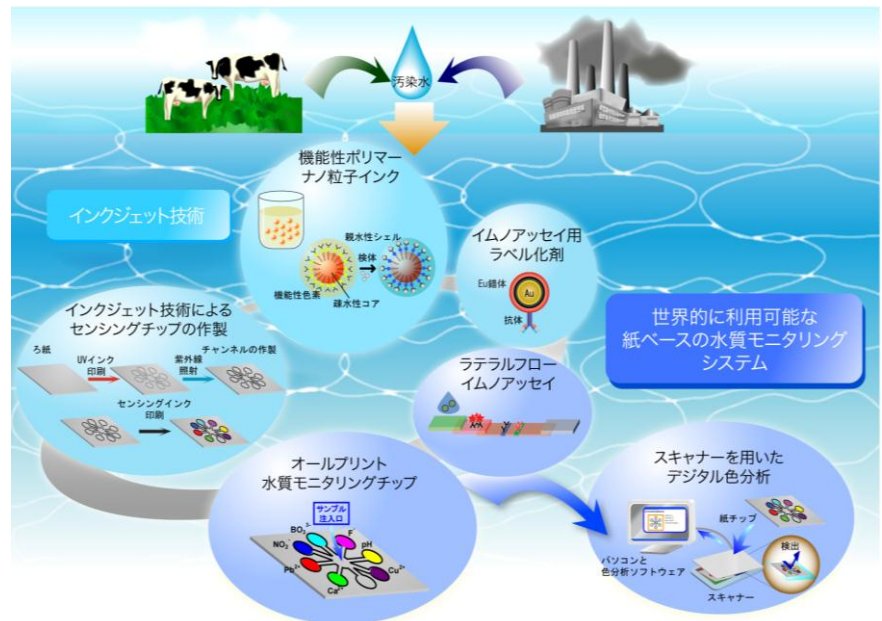 汚染水
機能性ポリマー
ナノ粒子インク
親水性シェル
検体
機能性色素
疎水性コア
インクジェット技術
イムノアッセイ用
ラベル化剤
Eu錯体
Au
抗体
インクジェット技術による
センシングチップの作製
ろ紙
UVインク
印刷
紫外線
照射
チャンネルの作製
センシングインク
印刷
世界的に利用可能な
紙ベースの水質モニタリング
システム
ラテラルフロー
イムノアッセイ
オールプリント
水質モニタリングチップ
サンプル
注入口
BO₃³⁻
F⁻
NO₂⁻
pH
Pb²⁺
Cu²⁺
Ca²⁺
スキャナーを用いた
デジタル色分析
紙チップ
検出
パソコンと
色分析ソフトウェア
スキャナー